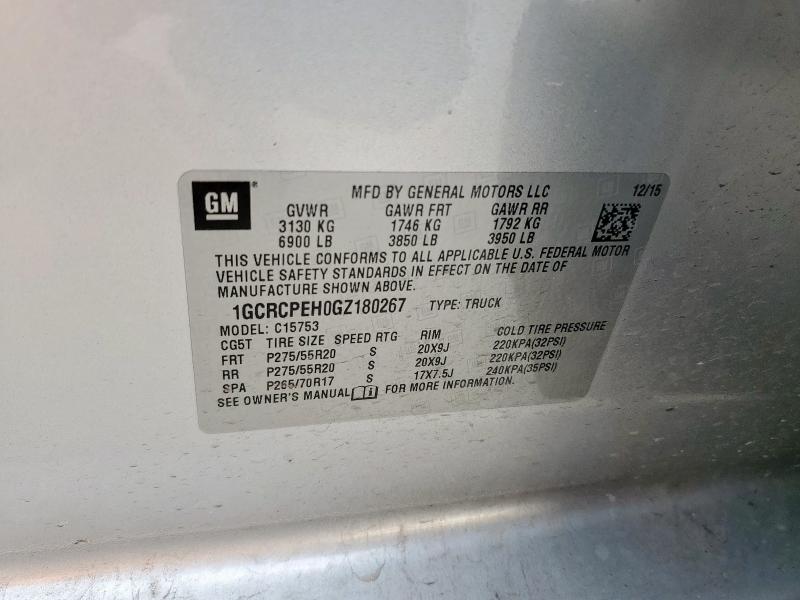 GM ® MFD BY GENERAL MOTORS LLC 12/15
GVWR GAWR FRT GAWR RR
3130 KG 1746 KG 1792 KG
6900 LB 3850 LB 3950 LB
THIS VEHICLE CONFORMS TO ALL APPLICABLE U.S. FEDERAL MOTOR
VEHICLE SAFETY STANDARDS IN EFFECT ON THE DATE OF
MANUFACTURE SHOWN ABOVE.
1GCRCPEH0GZ180267 TYPE: TRUCK
MODEL: C15753
CG5T TIRE SIZE SPEED RTG RIM COLD TIRE PRESSURE
FRT P275/55R20 S 20X9J 220KPA(32PSI)
RR P275/55R20 S 20X9J 220KPA(32PSI)
SPA P265/70R17 S 17X7.5J 240KPA(35PSI)
SEE OWNER'S MANUAL FOR MORE INFORMATION.